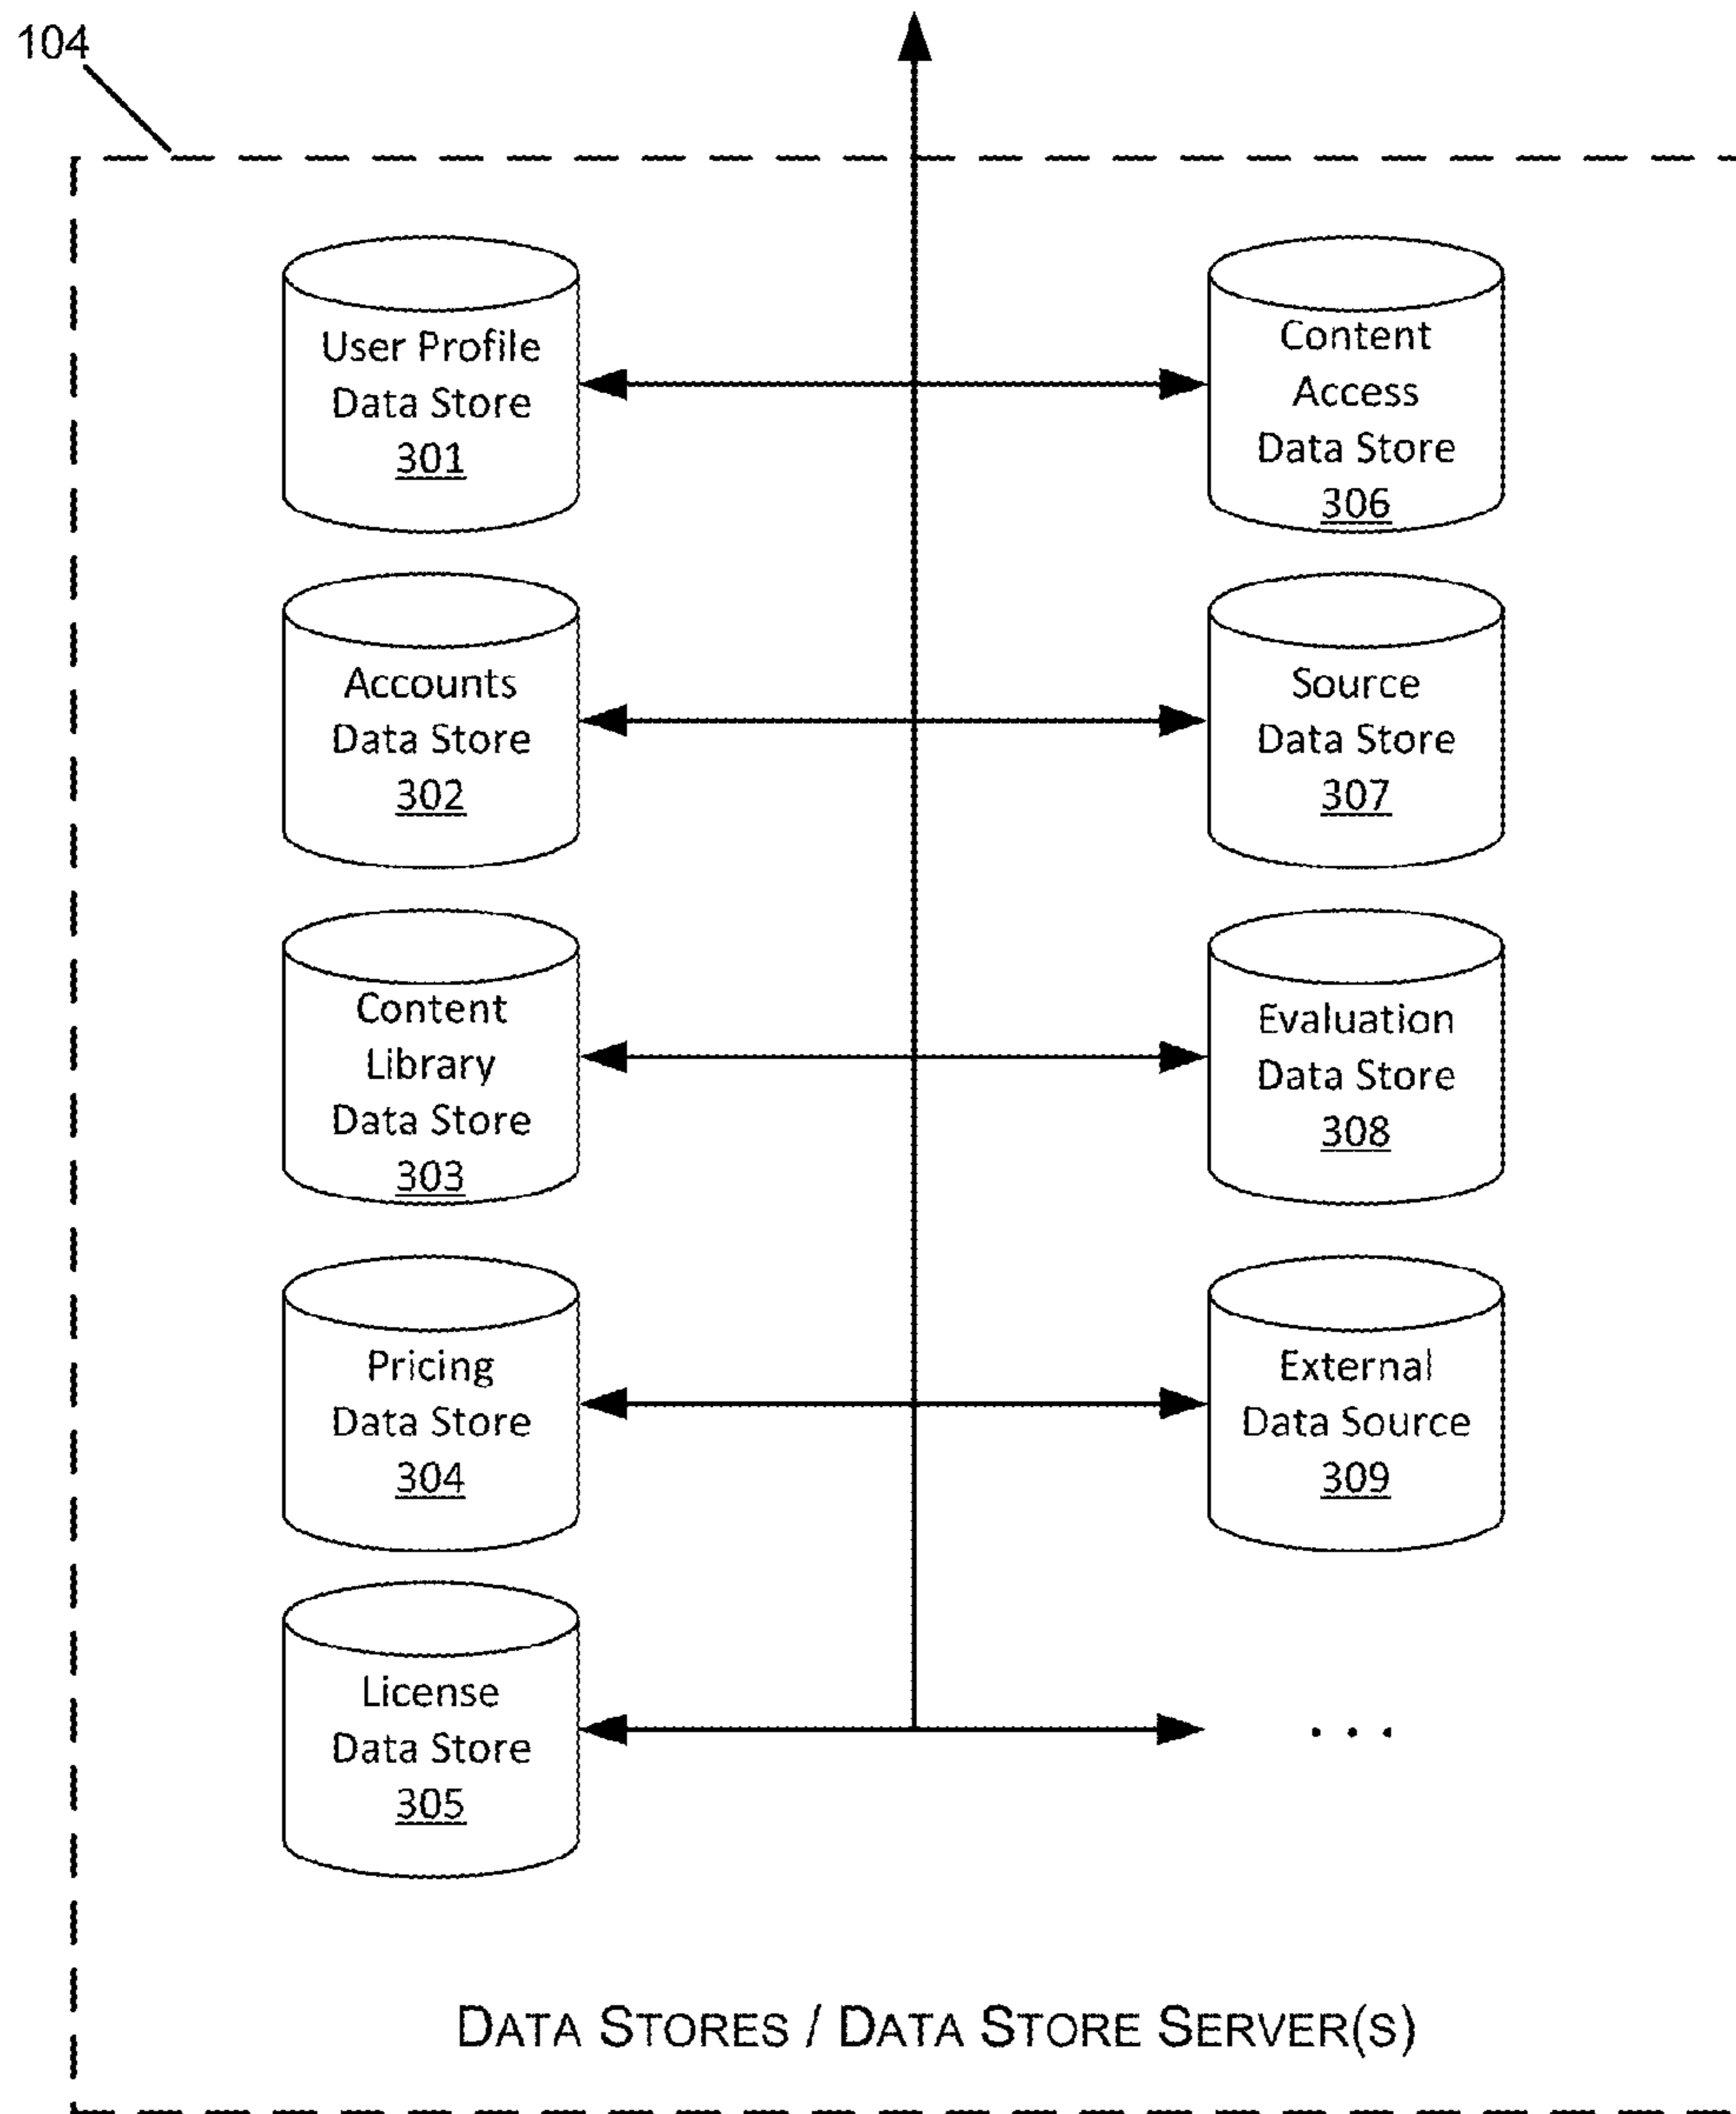 104
User Profile
Data Store
301
Content
Access
Data Store
306
Accounts
Data Store
302
Source
Data Store
307
Content
Library
Data Store
303
Evaluation
Data Store
308
Pricing
Data Store
304
External
Data Source
309
License
Data Store
305
. . .
DATA STORES / DATA STORE SERVER(S)